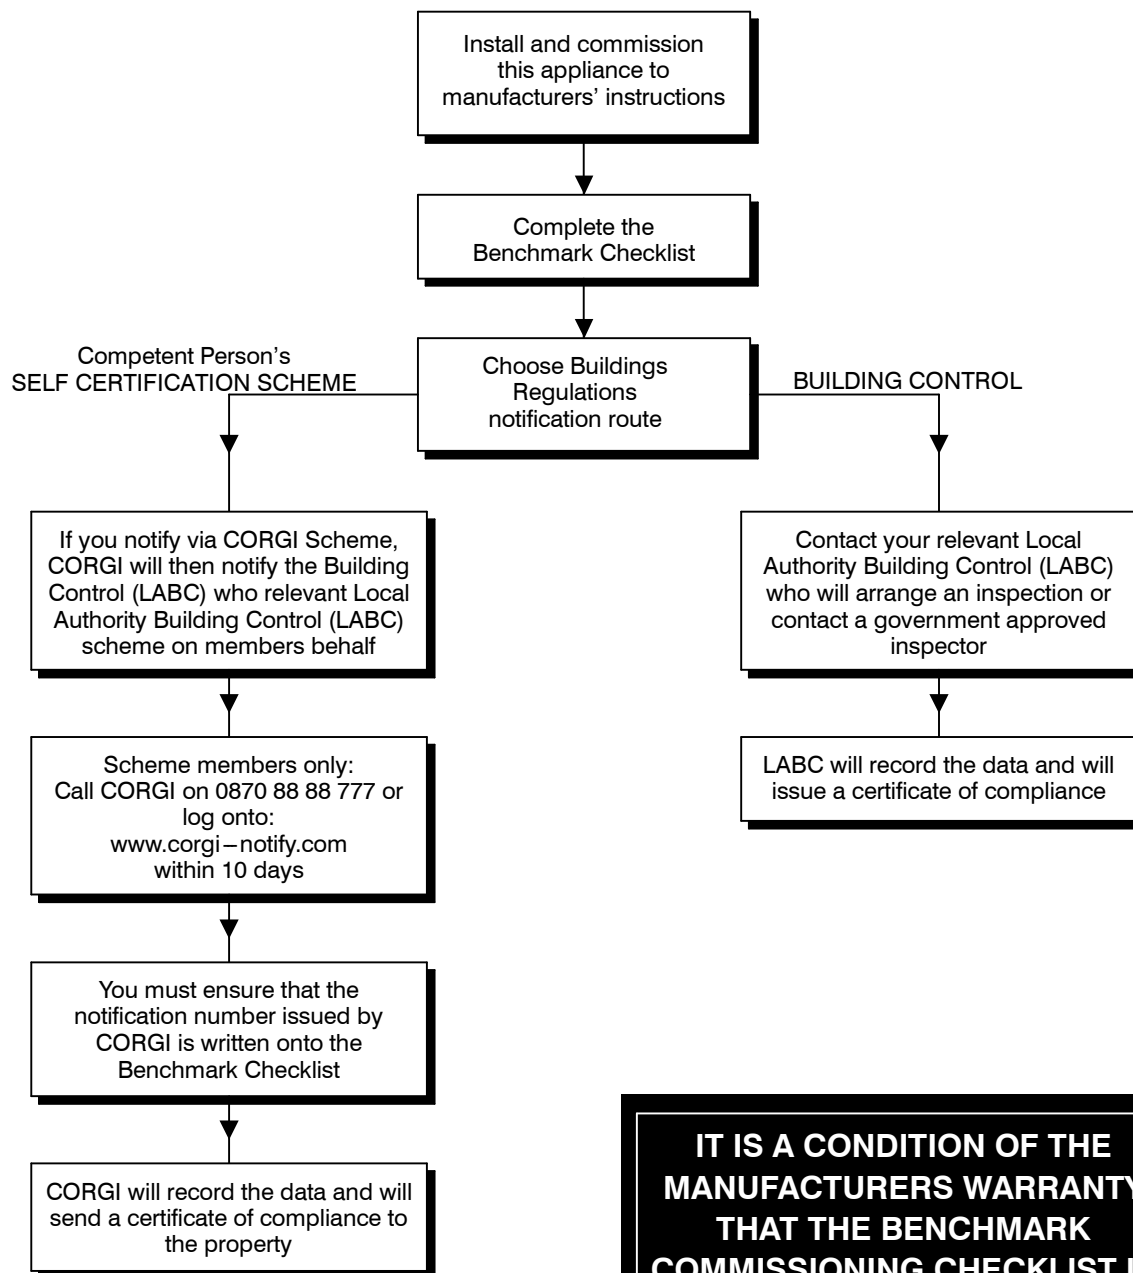 Install and commission
this appliance to
manufacturers’ instructions
Complete the
Benchmark Checklist
Choose Buildings
Regulations
notification route
Competent Person’s
SELF CERTIFICATION SCHEME
BUILDING CONTROL
If you notify via CORGI Scheme,
CORGI will then notify the Building
Control (LABC) who relevant Local
Authority Building Control (LABC)
scheme on members behalf
Scheme members only:
Call CORGI on 0870 88 88 777 or
log onto:
www.corgi–notify.com
within 10 days
You must ensure that the
notification number issued by
CORGI is written onto the
Benchmark Checklist
CORGI will record the data and will
send a certificate of compliance to
the property
Contact your relevant Local
Authority Building Control (LABC)
who will arrange an inspection or
contact a government approved
inspector
LABC will record the data and will
issue a certificate of compliance
IT IS A CONDITION OF THE
MANUFACTURERS WARRANTY
THAT THE BENCHMARK
COMMISSIONING CHECKLIST